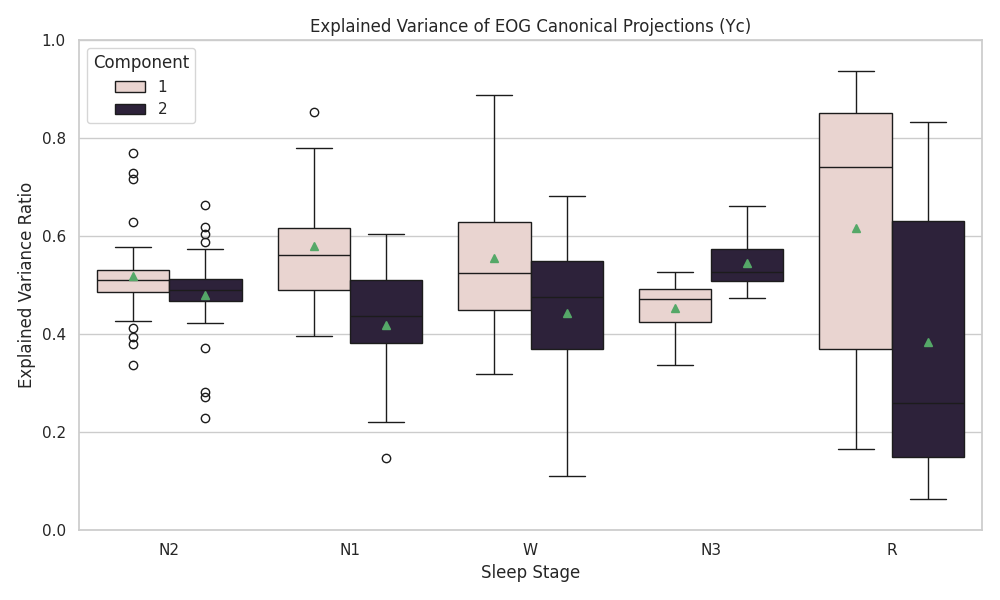 Explained Variance of EOG Canonical Projections (Yc)
Component
1
2
Explained Variance Ratio
1.0
0.8
0.6
0.4
0.2
0.0
N2 N1 W N3 R
Sleep Stage